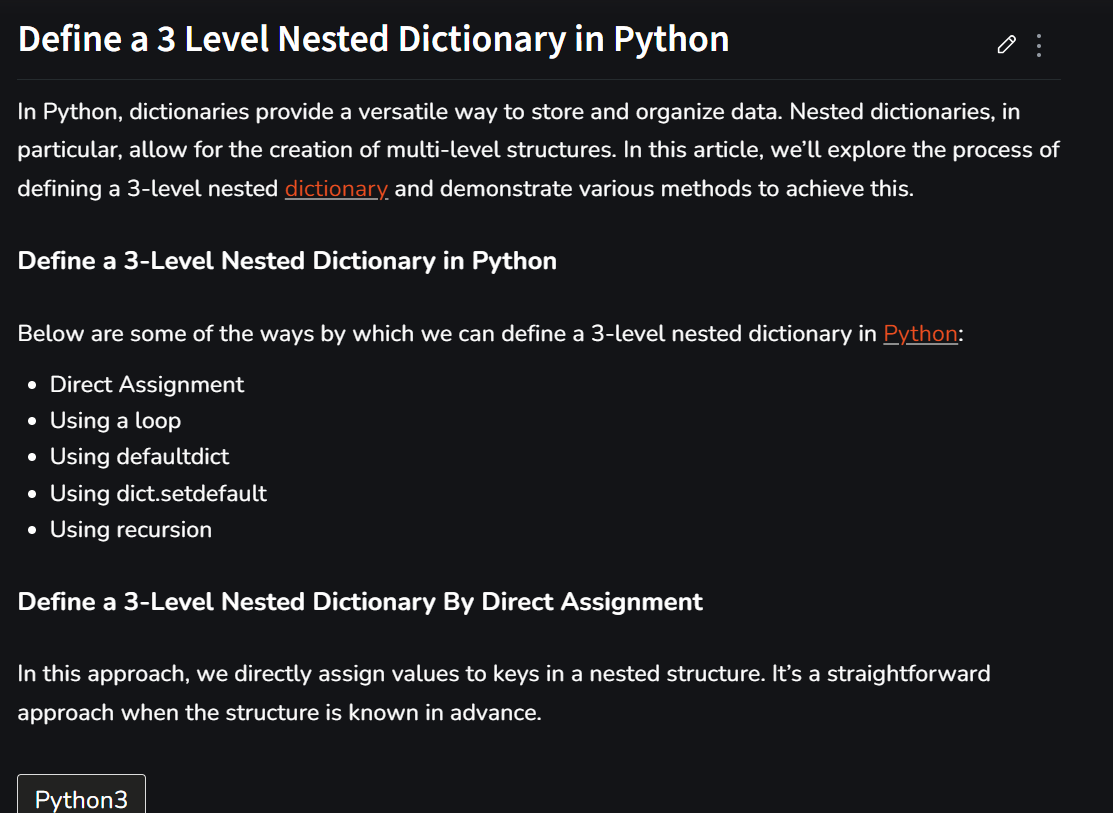 Define a 3 Level Nested Dictionary in Python
In Python, dictionaries provide a versatile way to store and organize data. Nested dictionaries, in
particular, allow for the creation of multi-level structures. In this article, we’ll explore the process of
defining a 3-level nested dictionary and demonstrate various methods to achieve this.
Define a 3-Level Nested Dictionary in Python
Below are some of the ways by which we can define a 3-level nested dictionary in Python:
• Direct Assignment
• Using a loop
• Using defaultdict
• Using dict.setdefault
• Using recursion
Define a 3-Level Nested Dictionary By Direct Assignment
In this approach, we directly assign values to keys in a nested structure. It’s a straightforward
approach when the structure is known in advance.
Python3